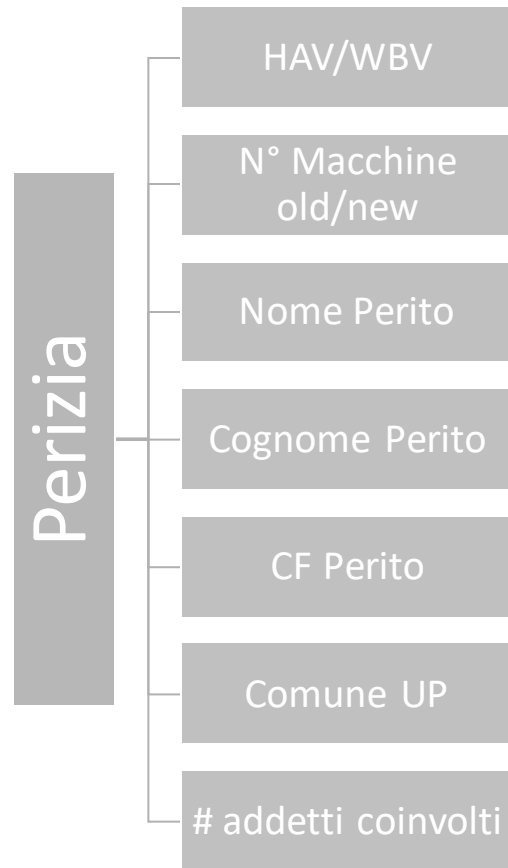 Perizia
HAV/WBV
N° Macchine
old/new
Nome Perito
Cognome Perito
CF Perito
Comune UP
# addetti coinvolti